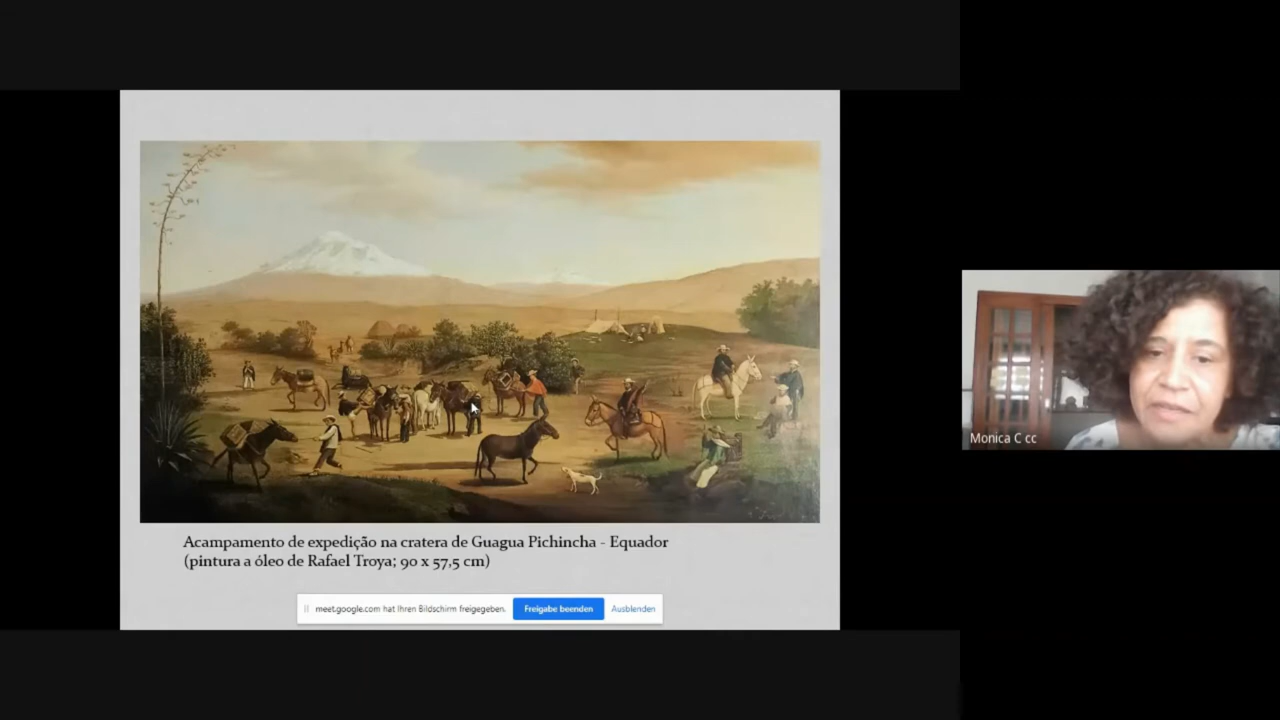 Acampamento de expedição na cratera de Guagua Pichincha - Equador
(pintura a óleo de Rafael Troya; 90 x 57,5 cm)
meet.google.com hat Ihren Bildschirm freigegeben. Freigabe beenden Ausblenden
Monica C cc